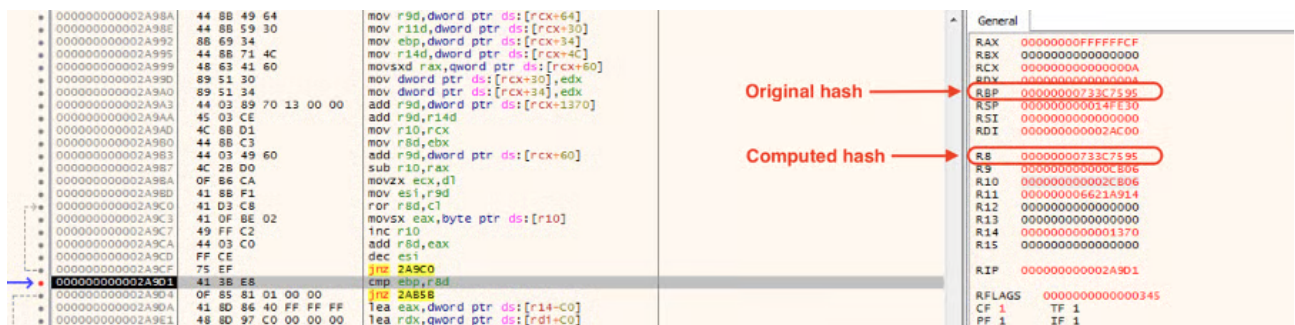 000000000002A98A 44 8B 49 64 mov r9d,dword ptr ds:[rcx+64]
000000000002A98E 44 8B 59 30 mov r11d,dword ptr ds:[rcx+30]
000000000002A992 8B 69 34 mov ebp,dword ptr ds:[rcx+34]
000000000002A995 44 8B 71 4C mov r14d,dword ptr ds:[rcx+4C]
000000000002A999 48 63 41 60 movsxd rax,qword ptr ds:[rcx+60]
000000000002A99D 89 51 30 mov dword ptr ds:[rcx+30],edx
000000000002A9A0 89 51 34 mov dword ptr ds:[rcx+34],edx
000000000002A9A3 44 03 89 70 13 00 00 add r9d,dword ptr ds:[rcx+1370]
000000000002A9AA 45 03 CE add r9d,r14d
000000000002A9AD 4C 8B D1 mov r10,rcx
000000000002A9B0 44 8B C3 mov r8d,ebx
000000000002A9B3 44 03 49 60 add r9d,dword ptr ds:[rcx+60]
000000000002A9B7 4C 2B D0 sub r10,rax
000000000002A9BA 0F B6 CA movzx ecx,dl
000000000002A9BD 41 8B F1 mov esi,r9d
000000000002A9C0 41 D3 C8 ror r8d,cl
000000000002A9C3 41 0F BE 02 movsx eax,byte ptr ds:[r10]
000000000002A9C7 49 FF C2 inc r10
000000000002A9CA 44 03 C0 add r8d,eax
000000000002A9CD FF CE dec esi
000000000002A9CF 75 EF jnz 2A9C0
000000000002A9D1 41 3B E8 cmp ebp,r8d
000000000002A9D4 0F 85 81 01 00 00 jnz 2AB5B
000000000002A9DA 41 8D 86 40 FF FF FF lea eax,dword ptr ds:[r14-C0]
000000000002A9E1 48 8D 97 C0 00 00 00 lea rdx,qword ptr ds:[rdi+C0]
Original hash
Computed hash
General
RAX 00000000FFFFFFCF
RBX 0000000000000000
RCX 000000000000000A
RDX 000000000000000A
RBP 00000000733C7595
RSP 000000000014FE30
RSI 0000000000000000
RDI 000000000002AC00
R8 00000000733C7595
R9 000000000000CB06
R10 000000000002CB06
R11 000000006621A914
R12 0000000000000000
R13 0000000000000000
R14 0000000000001370
R15 0000000000000000
RIP 000000000002A9D1
RFLAGS 0000000000000345
CF 1 TF 1
PF 1 IF 1